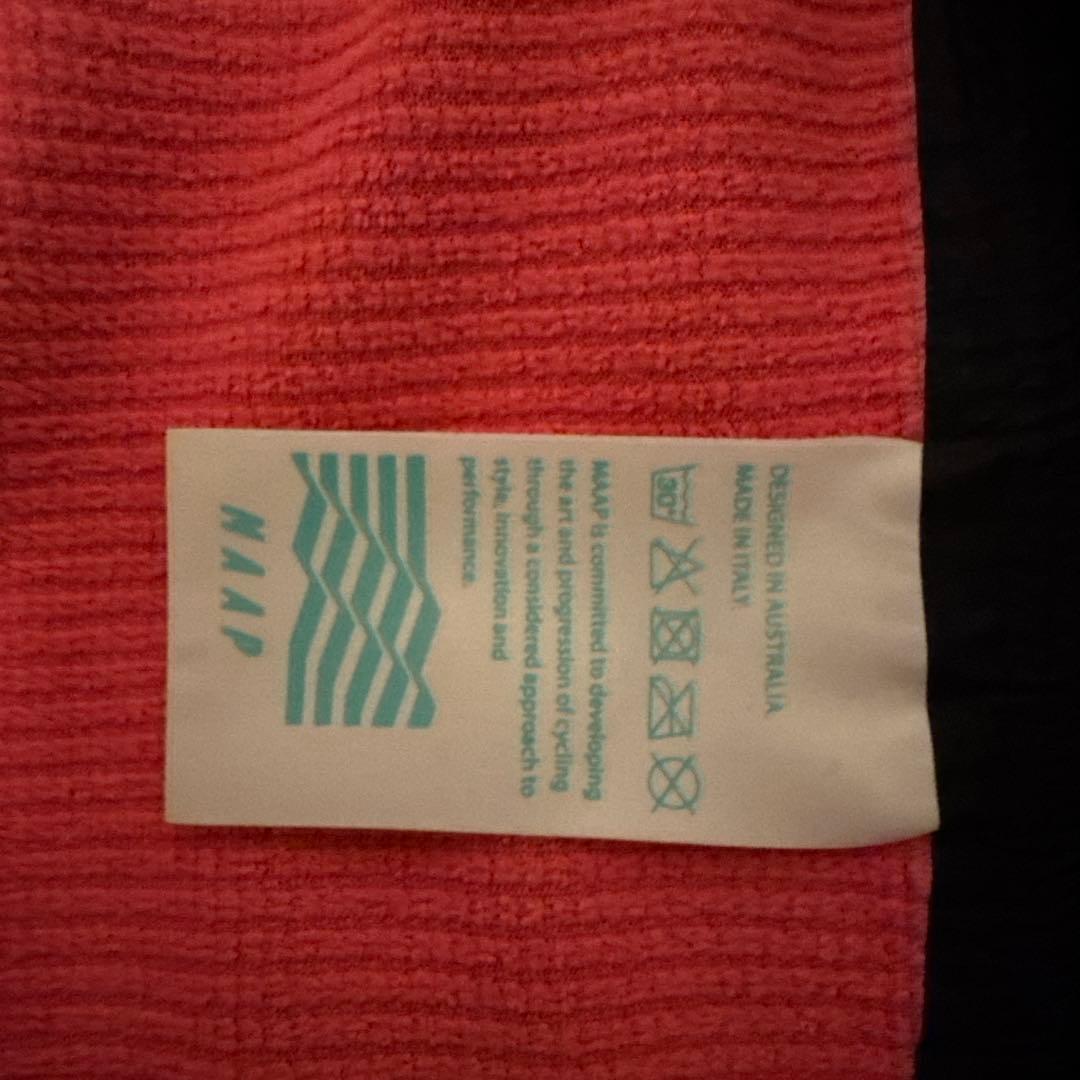 DESIGNED IN AUSTRALIA
MADE IN ITALY
30°
MAAP is committed to developing
the art and progression of cycling
through a considered approach to
style, innovation and
performance.
MAAP